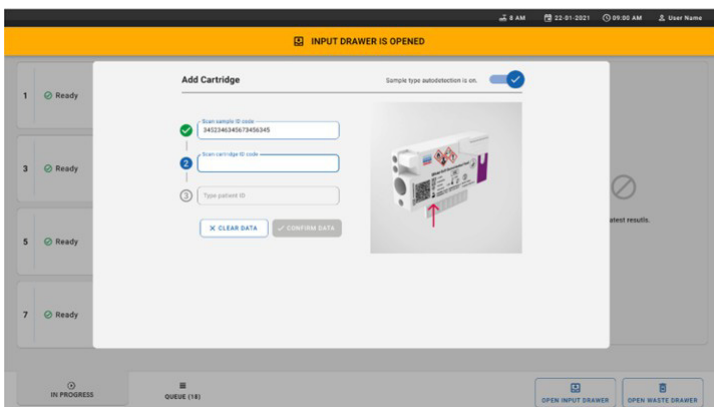 8 AM 22-01-2021 09:00 AM User Name
INPUT DRAWER IS OPENED
Add Cartridge
Sample type autodetection is on.
1 Ready
Scan sample ID code
3452346345673456345
2 Scan cartridge ID code
3 Ready
3 Type patient ID
CLEAR DATA
CONFIRM DATA
atest resutls.
5 Ready
7 Ready
IN PROGRESS
QUEUE (18)
OPEN INPUT DRAWER
OPEN WASTE DRAWER